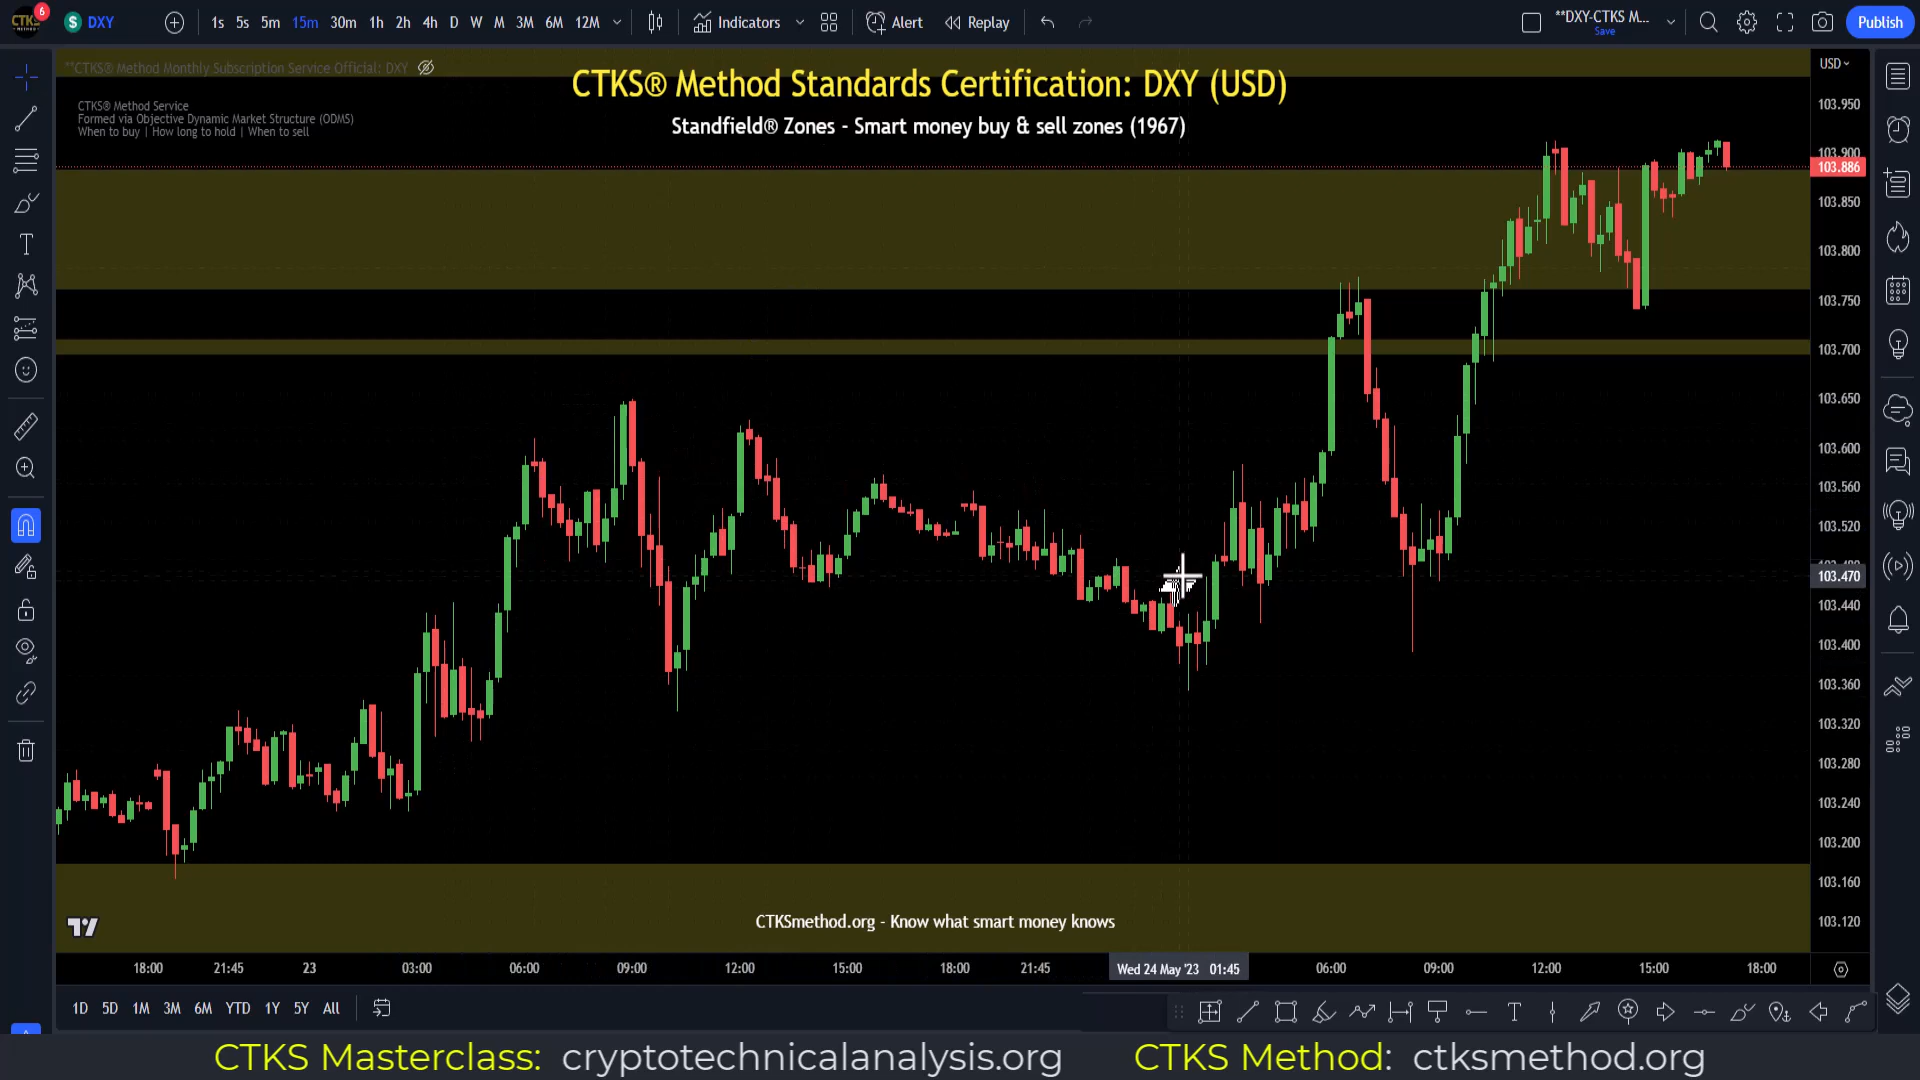 CTKS METHOD 6 $ DXY 1s 5s 5m 15m 30m 1h 2h 4h D W M 3M 6M 12M Indicators Alert Replay **DXY-CTKS M... Save Publish
**CTKS® Method Monthly Subscription Service Official: DXY
CTKS® Method Standards Certification: DXY (USD)
Standfield® Zones - Smart money buy & sell zones (1967)
CTKS® Method Service
Formed via Objective Dynamic Market Structure (ODMS)
When to buy | How long to hold | When to sell
USD
103.950
103.900
103.886
103.850
103.800
103.750
103.700
103.650
103.600
103.560
103.520
103.470
103.440
103.400
103.360
103.320
103.280
103.240
103.200
103.160
103.120
CTKSmethod.org - Know what smart money knows
18:00 21:45 23 03:00 06:00 09:00 12:00 15:00 18:00 21:45 Wed 24 May '23 01:45 06:00 09:00 12:00 15:00 18:00
1D 5D 1M 3M 6M YTD 1Y 5Y All
CTKS Masterclass: cryptotechnicalanalysis.org CTKS Method: ctksmethod.org